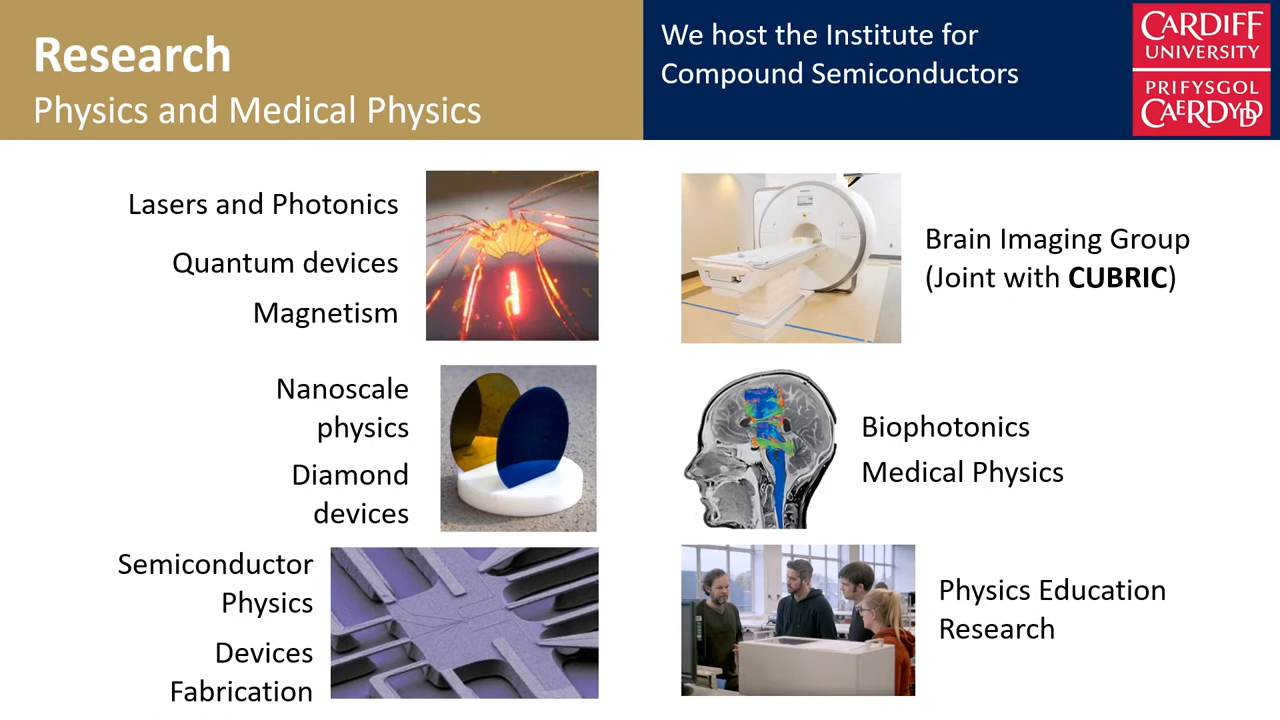 Research
Physics and Medical Physics
We host the Institute for
Compound Semiconductors
CARDIFF
UNIVERSITY
PRIFYSGOL
CAERDYDD
Lasers and Photonics
Quantum devices
Magnetism
Nanoscale
physics
Diamond
devices
Semiconductor
Physics
Devices
Fabrication
Brain Imaging Group
(Joint with CUBRIC)
Biophotonics
Medical Physics
Physics Education
Research